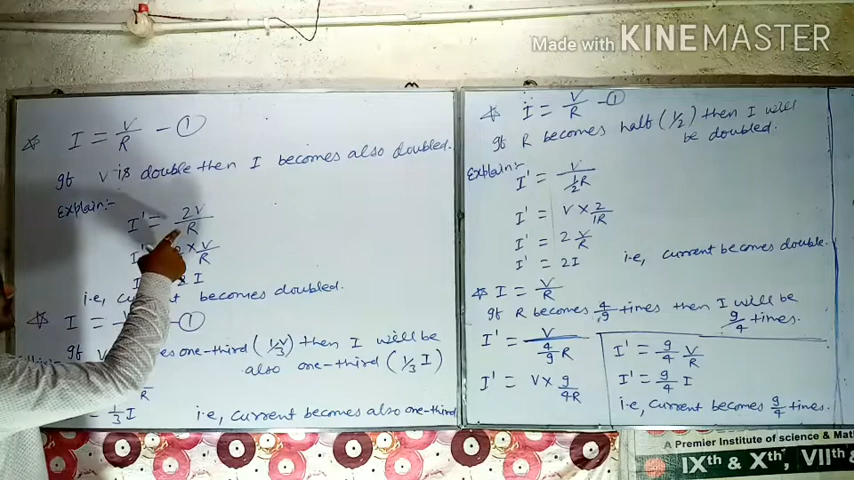 Made with KINEMASTER
☆ I = V/R - ①
If V is double then I becomes also doubled.
Explain:-
I' = 2V/R
I' = 2 × V/R
2I
i.e, current becomes doubled.
☆ I = V/R - ①
If V becomes one-third (1/3V) then I will be
also one-third (1/3 I)
R
= 1/3 I i.e, current becomes also one-third
☆ I = V/R - ①
If R becomes half (1/2) then I will
be doubled.
Explain:-
I' = V/½R
I' = V × 2/1R
I' = 2 V/R
I' = 2I i.e, current becomes double.
☆ I = V/R
If R becomes 4/9 times then I will be
9/4 times.
I' = V/(4/9 R)
I' = V × 9/4R
I' = 9/4 V/R
I' = 9/4 I
i.e, current becomes 9/4 times.
A Premier Institute of science & Math
IXth & Xth, VIIth &